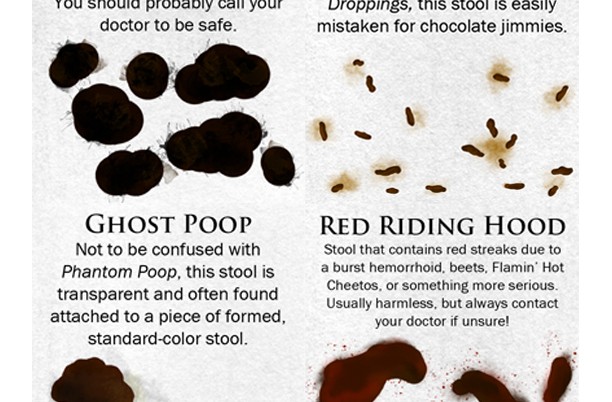 You should probably call your
doctor to be safe.
Droppings, this stool is easily
mistaken for chocolate jimmies.
GHOST POOP
Not to be confused with
Phantom Poop, this stool is
transparent and often found
attached to a piece of formed,
standard-color stool.
RED RIDING HOOD
Stool that contains red streaks due to
a burst hemorrhoid, beets, Flamin' Hot
Cheetos, or something more serious.
Usually harmless, but always contact
your doctor if unsure!